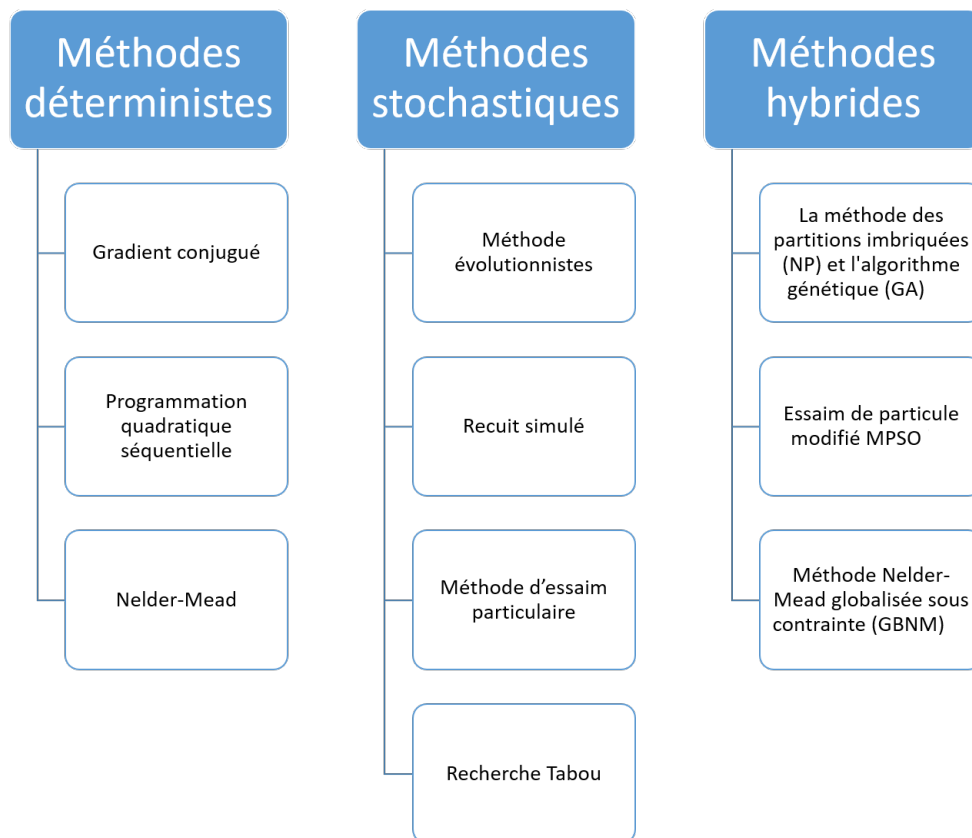 Méthodes
déterministes
Gradient conjugué
Programmation
quadratique
séquentielle
Nelder-Mead
Méthodes
stochastiques
Méthode
évolutionnistes
Recuit simulé
Méthode d’essaim
particulaire
Recherche Tabou
Méthodes
hybrides
La méthode des
partitions imbriquées
(NP) et l'algorithme
génétique (GA)
Essaim de particule
modifié MPSO
Méthode Nelder-
Mead globalisée sous
contrainte (GBNM)